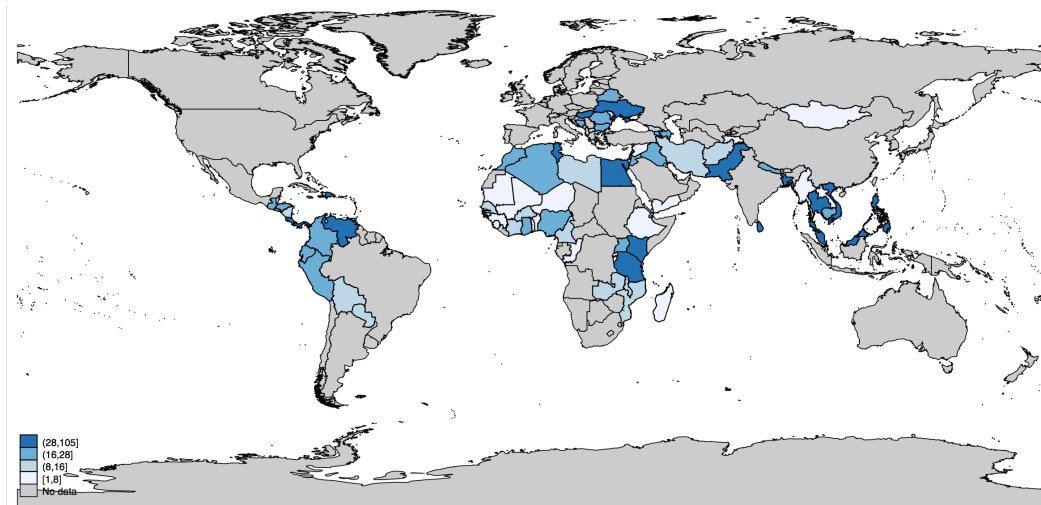 (28,105]
(16,28]
(8,16]
[1,8]
No data